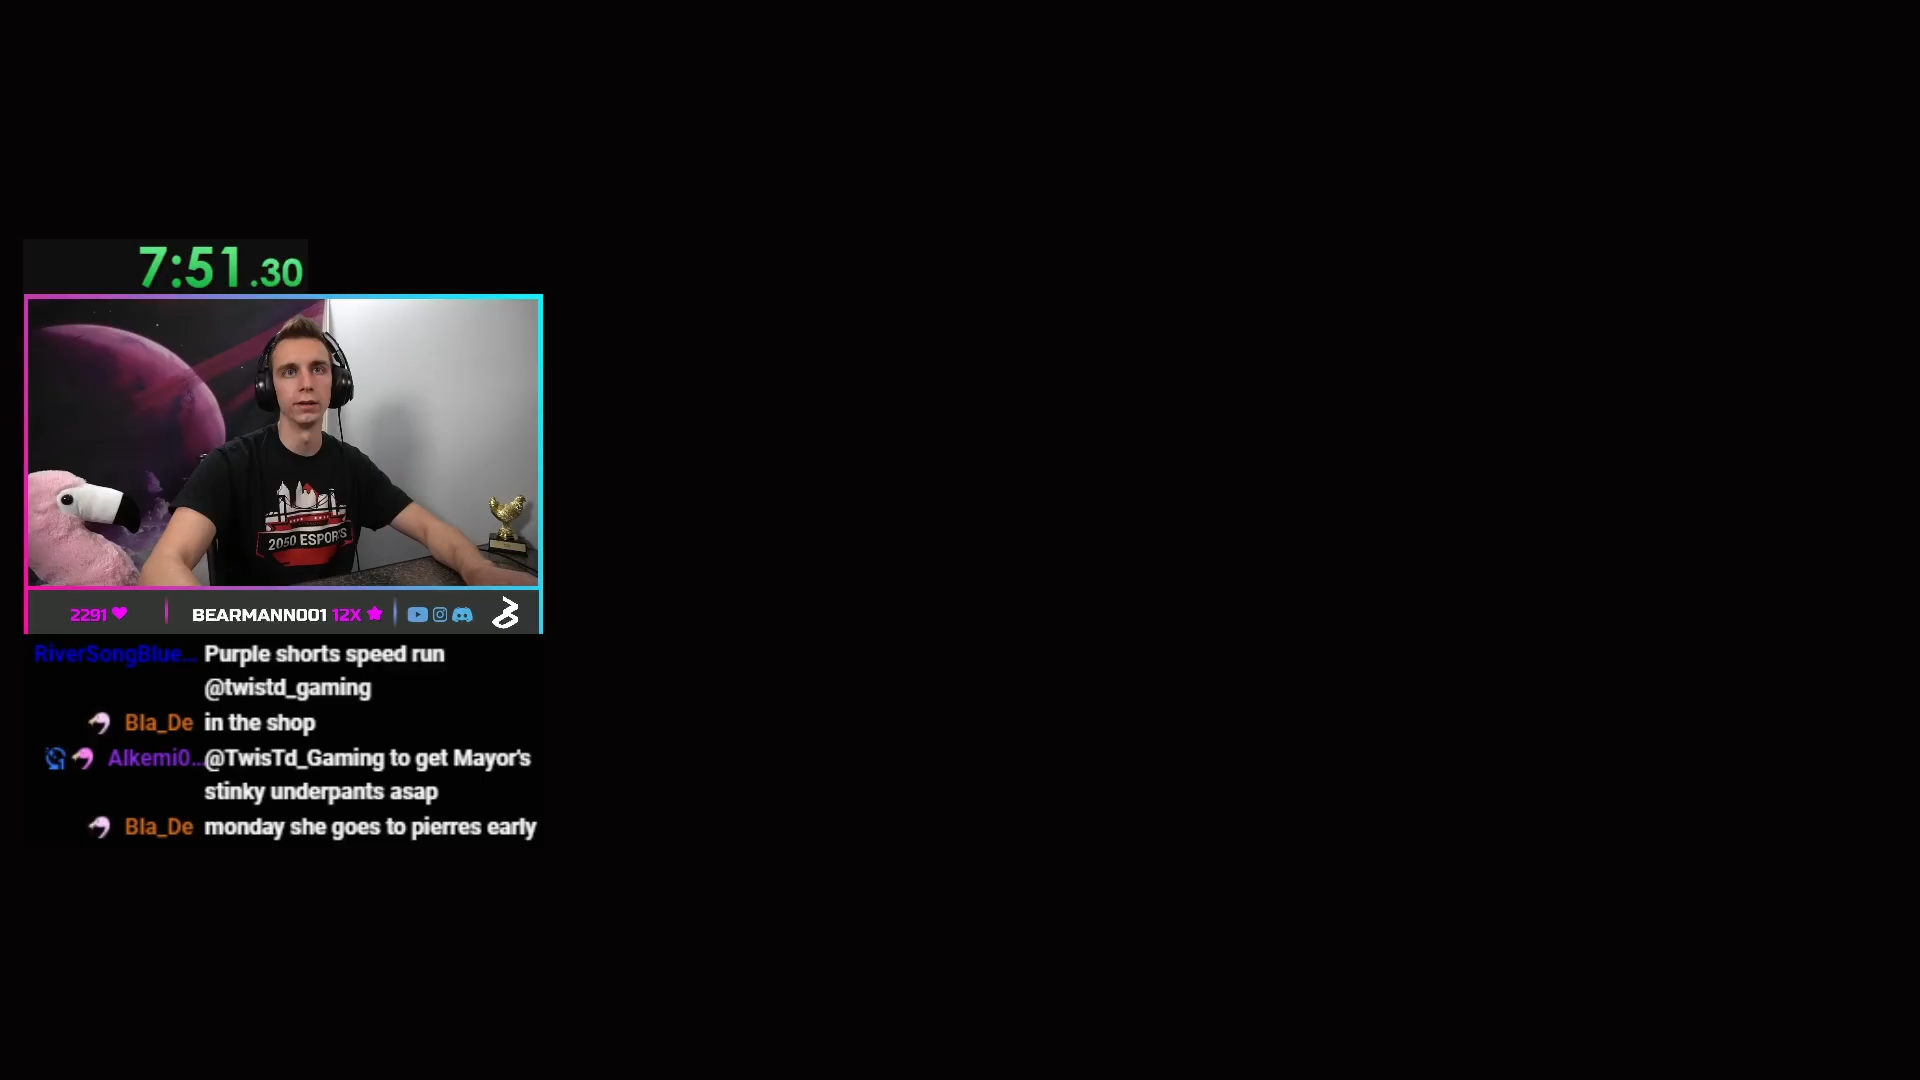 7:51.30
2050 ESPORTS
2291 BEARMANN001 12X
RiverSongBlue... Purple shorts speed run
@twistd_gaming
Bla_De in the shop
Alkemi0... @TwisTd_Gaming to get Mayor's
stinky underpants asap
Bla_De monday she goes to pierres early